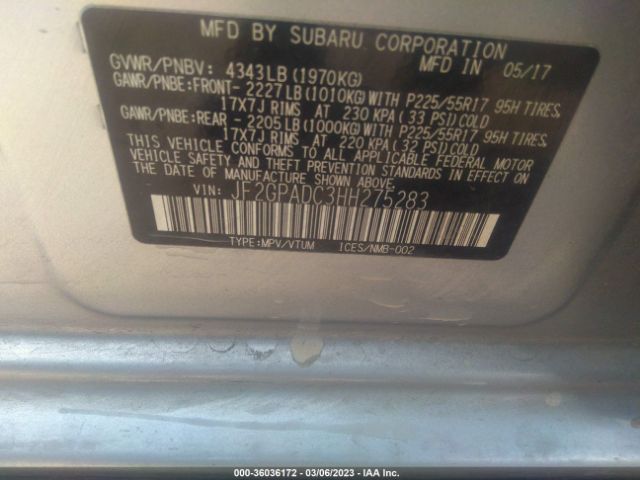 MFD BY SUBARU CORPORATION
GVWR/PNBV: 4343LB (1970KG) MFD IN 05/17
GAWR/PNBE:FRONT- 2227LB (1010KG) WITH P225/55R17 95H TIRES,
17X7J RIMS AT 230 KPA (33 PSI) COLD
GAWR/PNBE:REAR - 2205LB (1000KG) WITH P225/55R17 95H TIRES,
17X7J RIMS AT 220 KPA (32 PSI) COLD
THIS VEHICLE CONFORMS TO ALL APPLICABLE FEDERAL MOTOR
VEHICLE SAFETY AND THEFT PREVENTION STANDARDS IN EFFECT ON
THE DATE OF MANUFACTURE SHOWN ABOVE.
VIN: JF2GPADC3HH275283
TYPE:MPV/VTUM ICES/NMB-002
000-36036172 - 03/06/2023 - IAA Inc.